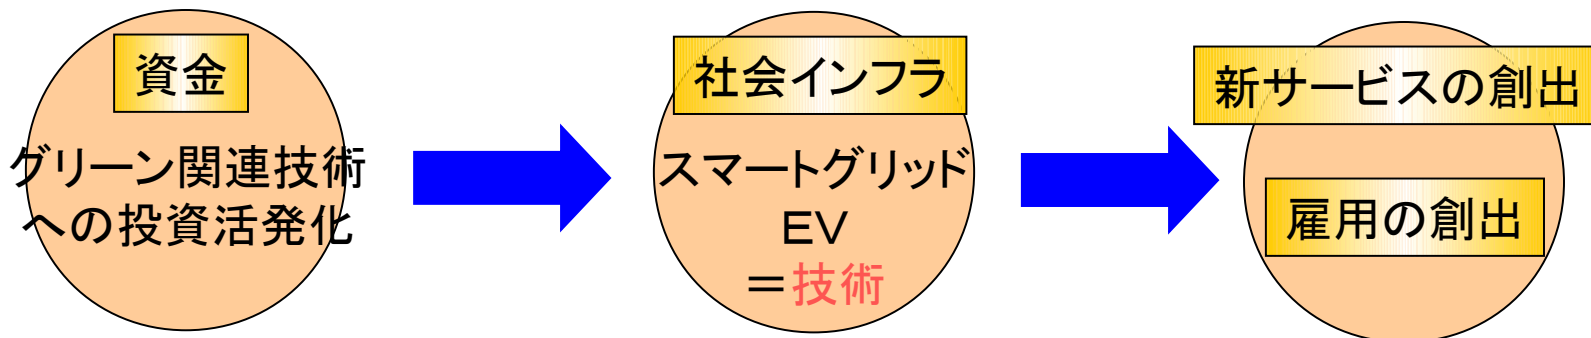 資金
グリーン関連技術
への投資活発化
社会インフラ
スマートグリッド
EV
＝技術
新サービスの創出
雇用の創出